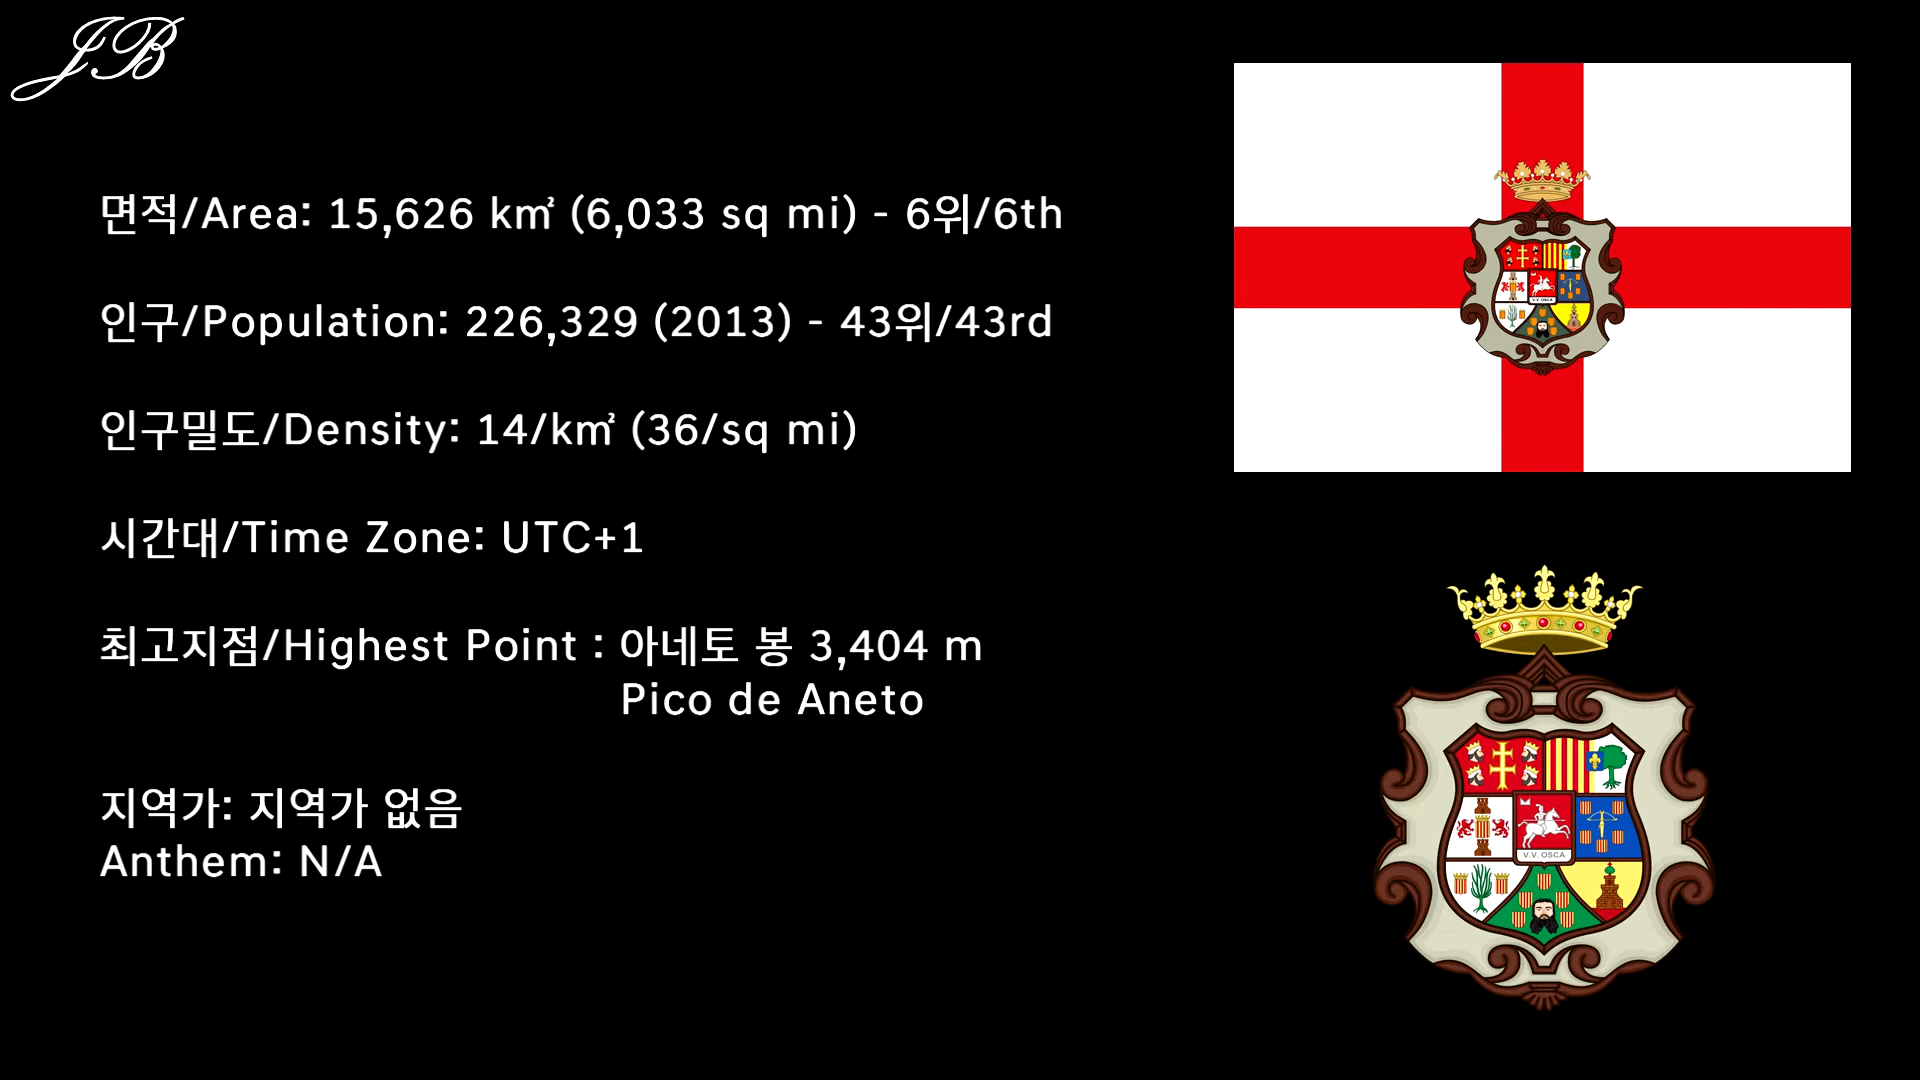 JB
면적/Area: 15,626 ㎢ (6,033 sq mi) - 6위/6th
인구/Population: 226,329 (2013) - 43위/43rd
인구밀도/Density: 14/㎢ (36/sq mi)
시간대/Time Zone: UTC+1
최고지점/Highest Point : 아네토 봉 3,404 m
Pico de Aneto
지역가: 지역가 없음
Anthem: N/A
V.V. OSCA
V.V. OSCA